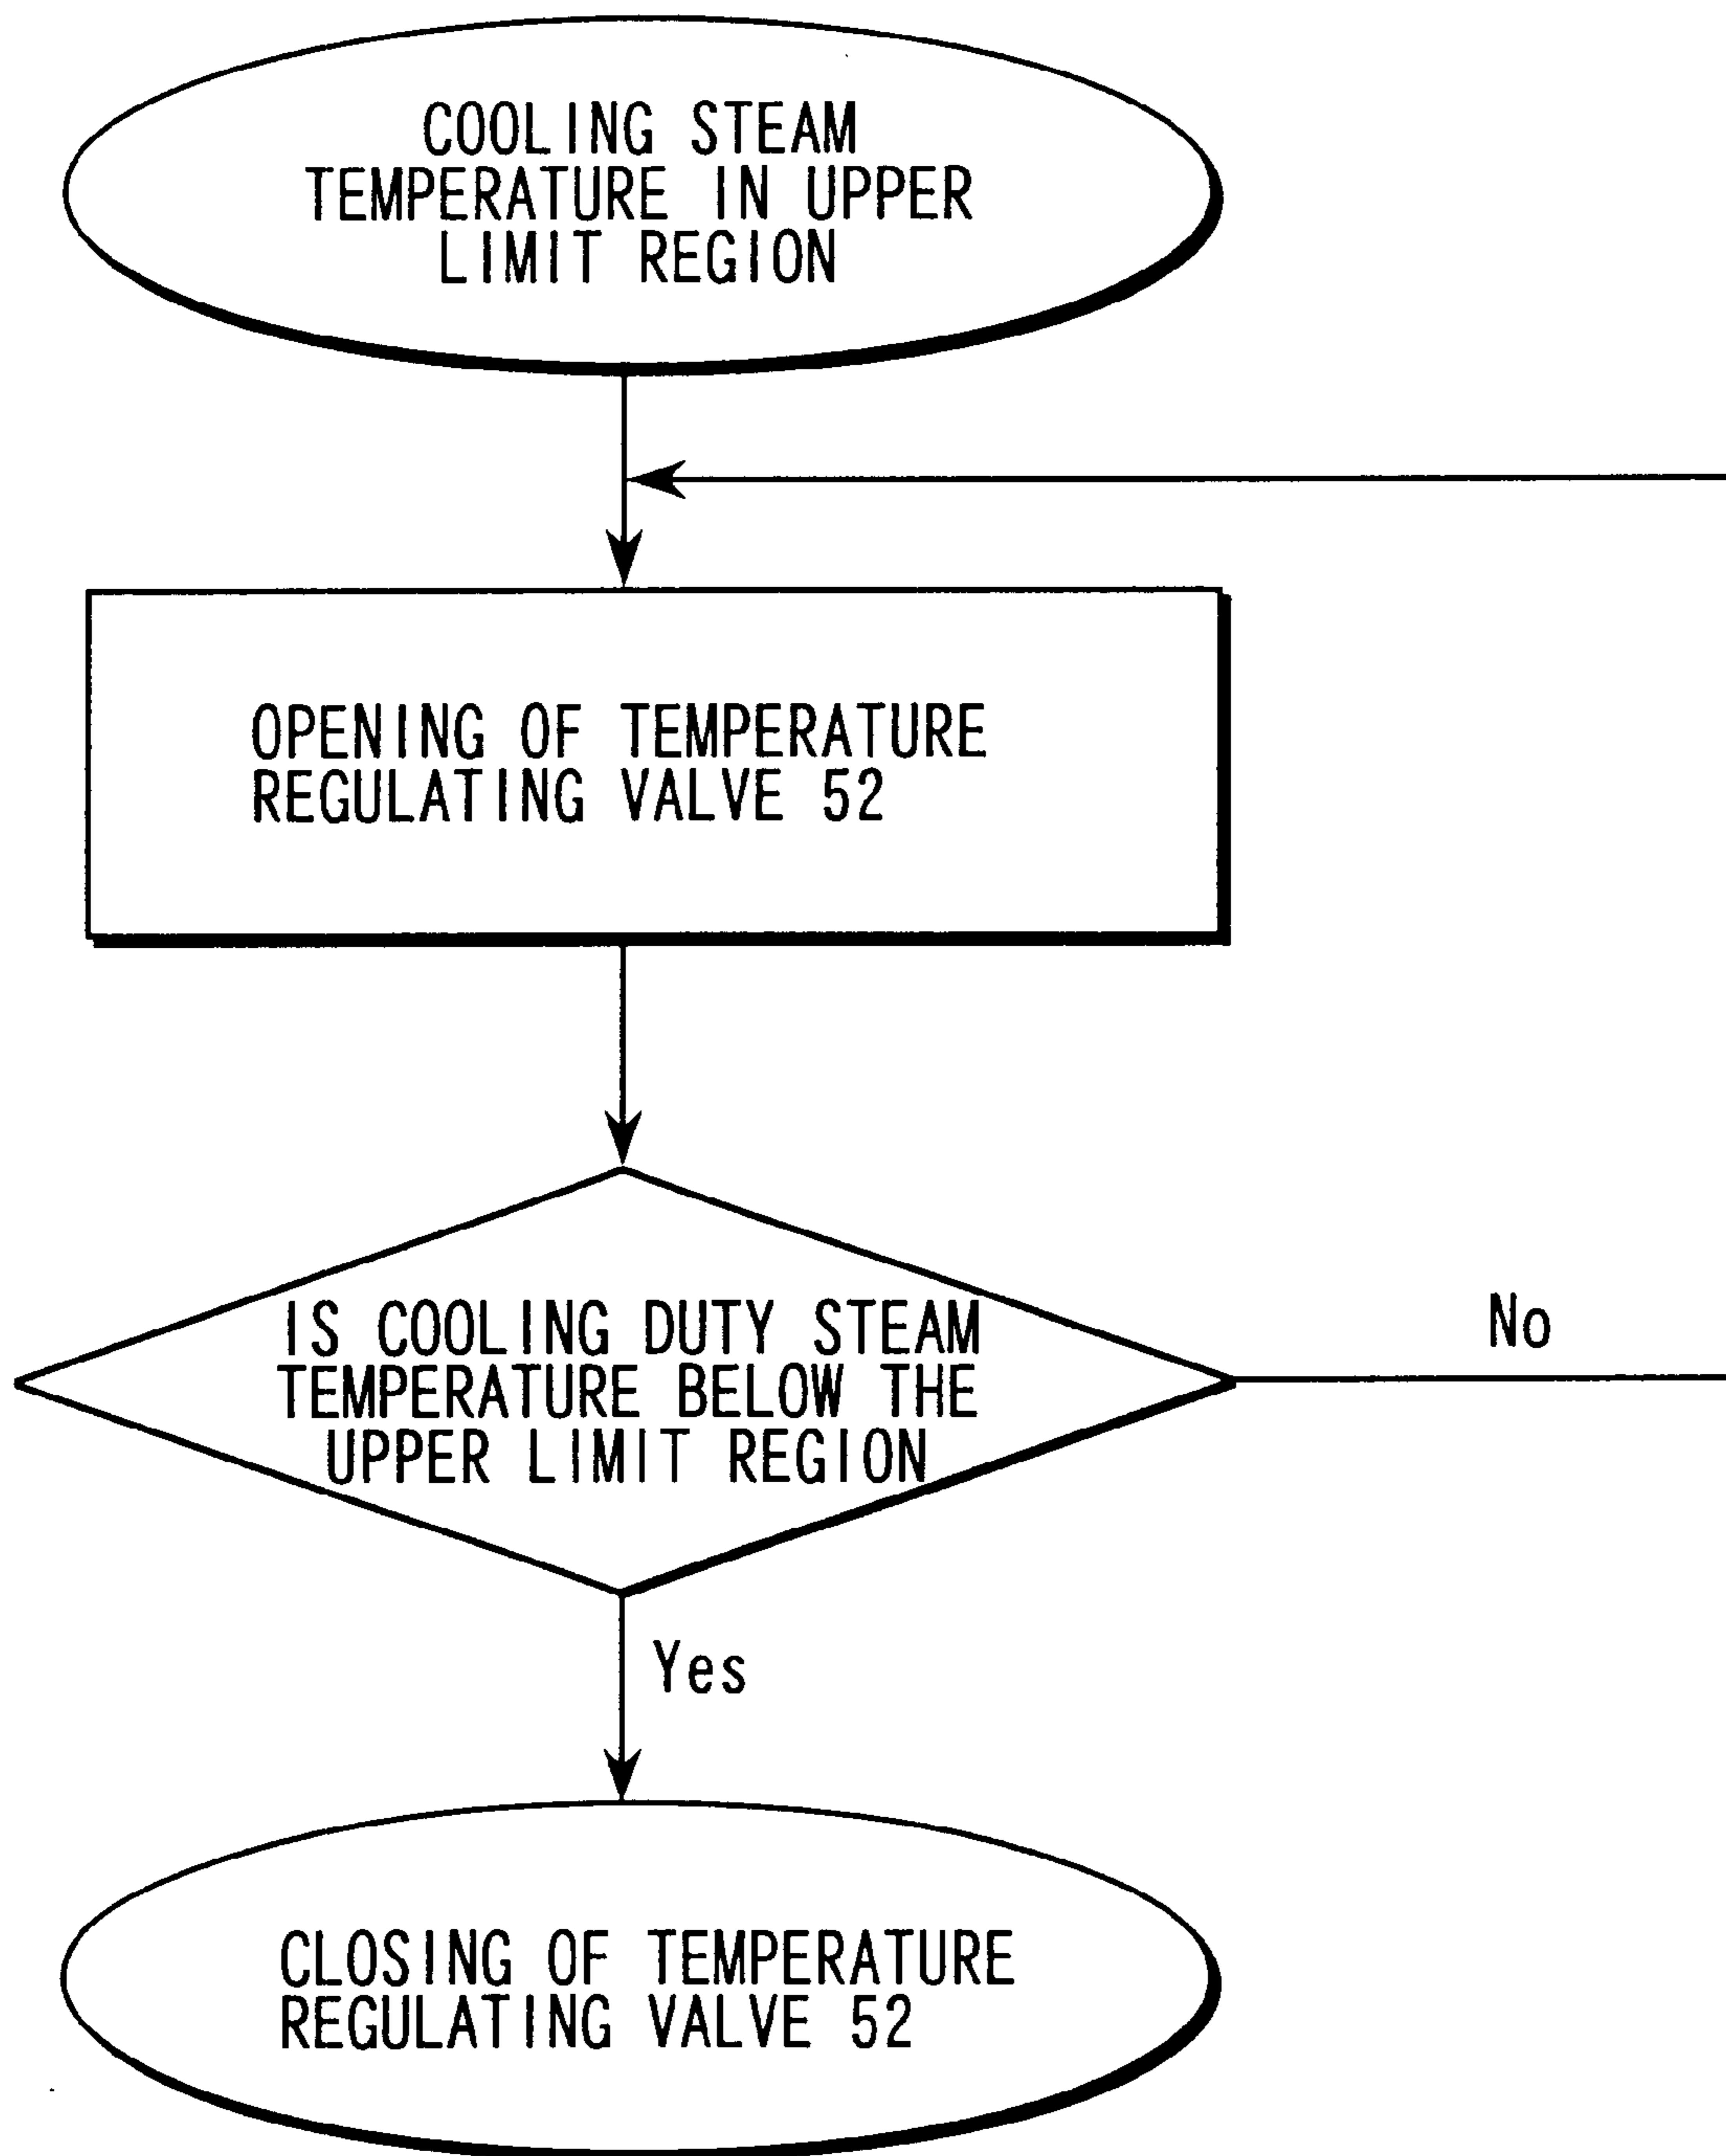 COOLING STEAM
TEMPERATURE IN UPPER
LIMIT REGION
OPENING OF TEMPERATURE
REGULATING VALVE 52
IS COOLING DUTY STEAM
TEMPERATURE BELOW THE
UPPER LIMIT REGION
No
Yes
CLOSING OF TEMPERATURE
REGULATING VALVE 52